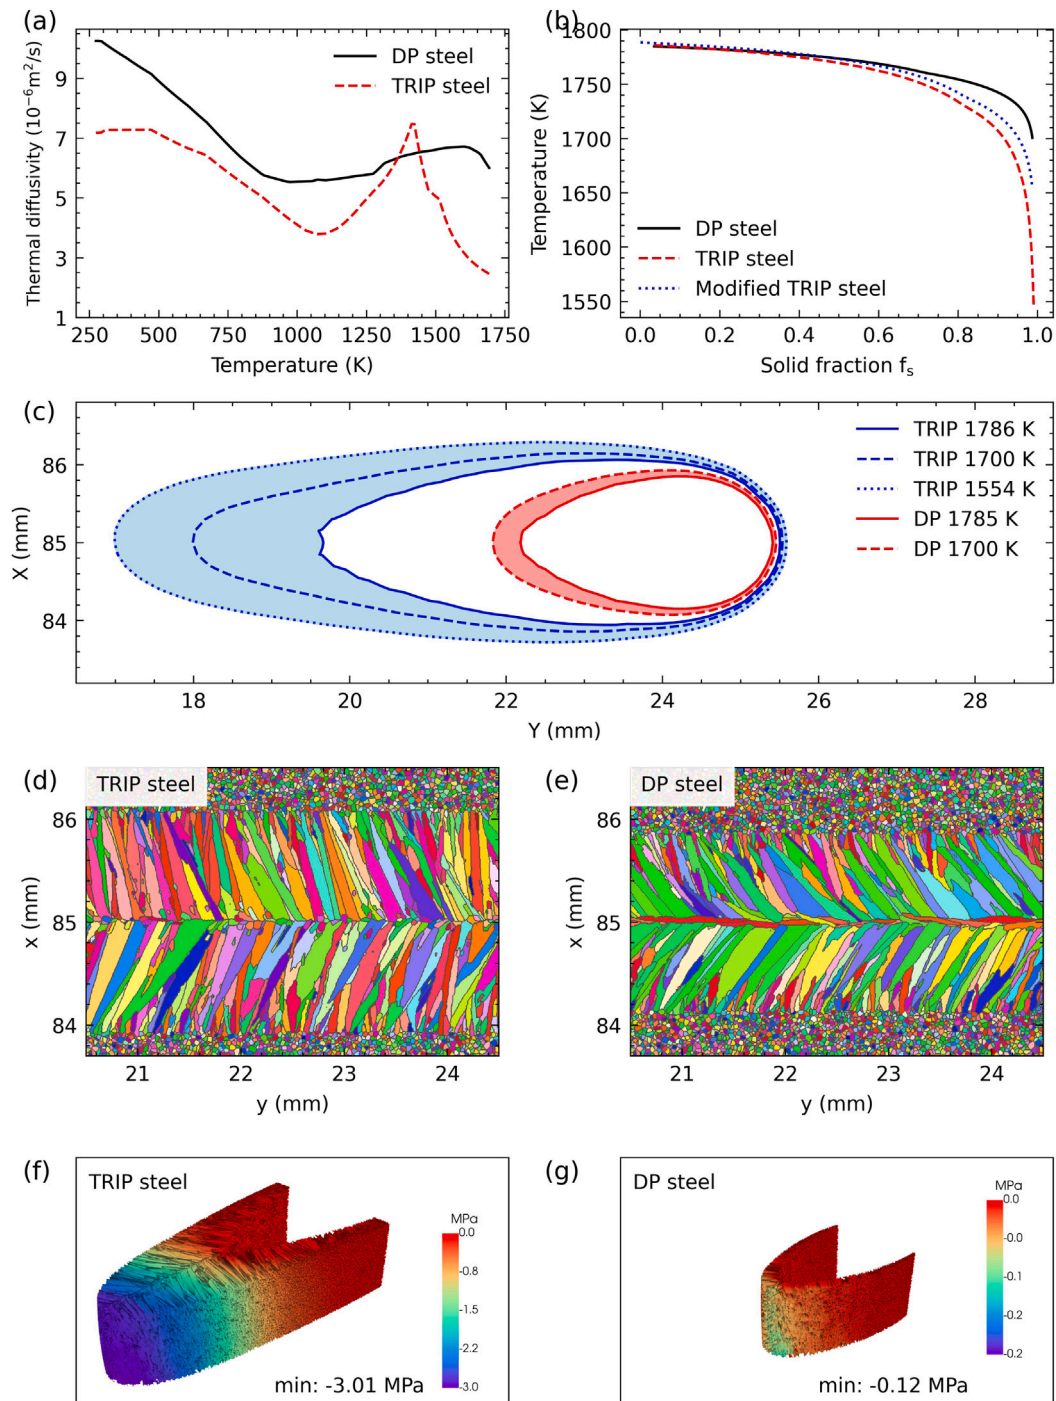 (a)
DP steel
TRIP steel
Thermal diffusivity (10⁻⁶m²/s)
9
7
5
3
1
250 500 750 1000 1250 1500 1750
Temperature (K)
(b)
DP steel
TRIP steel
Modified TRIP steel
Temperature (K)
1800
1750
1700
1650
1600
1550
0.0 0.2 0.4 0.6 0.8 1.0
Solid fraction fₛ
(c)
TRIP 1786 K
TRIP 1700 K
TRIP 1554 K
DP 1785 K
DP 1700 K
X (mm)
86
85
84
18 20 22 24 26 28
Y (mm)
(d)
TRIP steel
x (mm)
86
85
84
21 22 23 24
y (mm)
(e)
DP steel
x (mm)
86
85
84
21 22 23 24
y (mm)
(f)
TRIP steel
MPa
0.0
-0.8
-1.5
-2.2
-3.0
min: -3.01 MPa
(g)
DP steel
MPa
0.0
-0.0
-0.1
-0.2
-0.2
min: -0.12 MPa